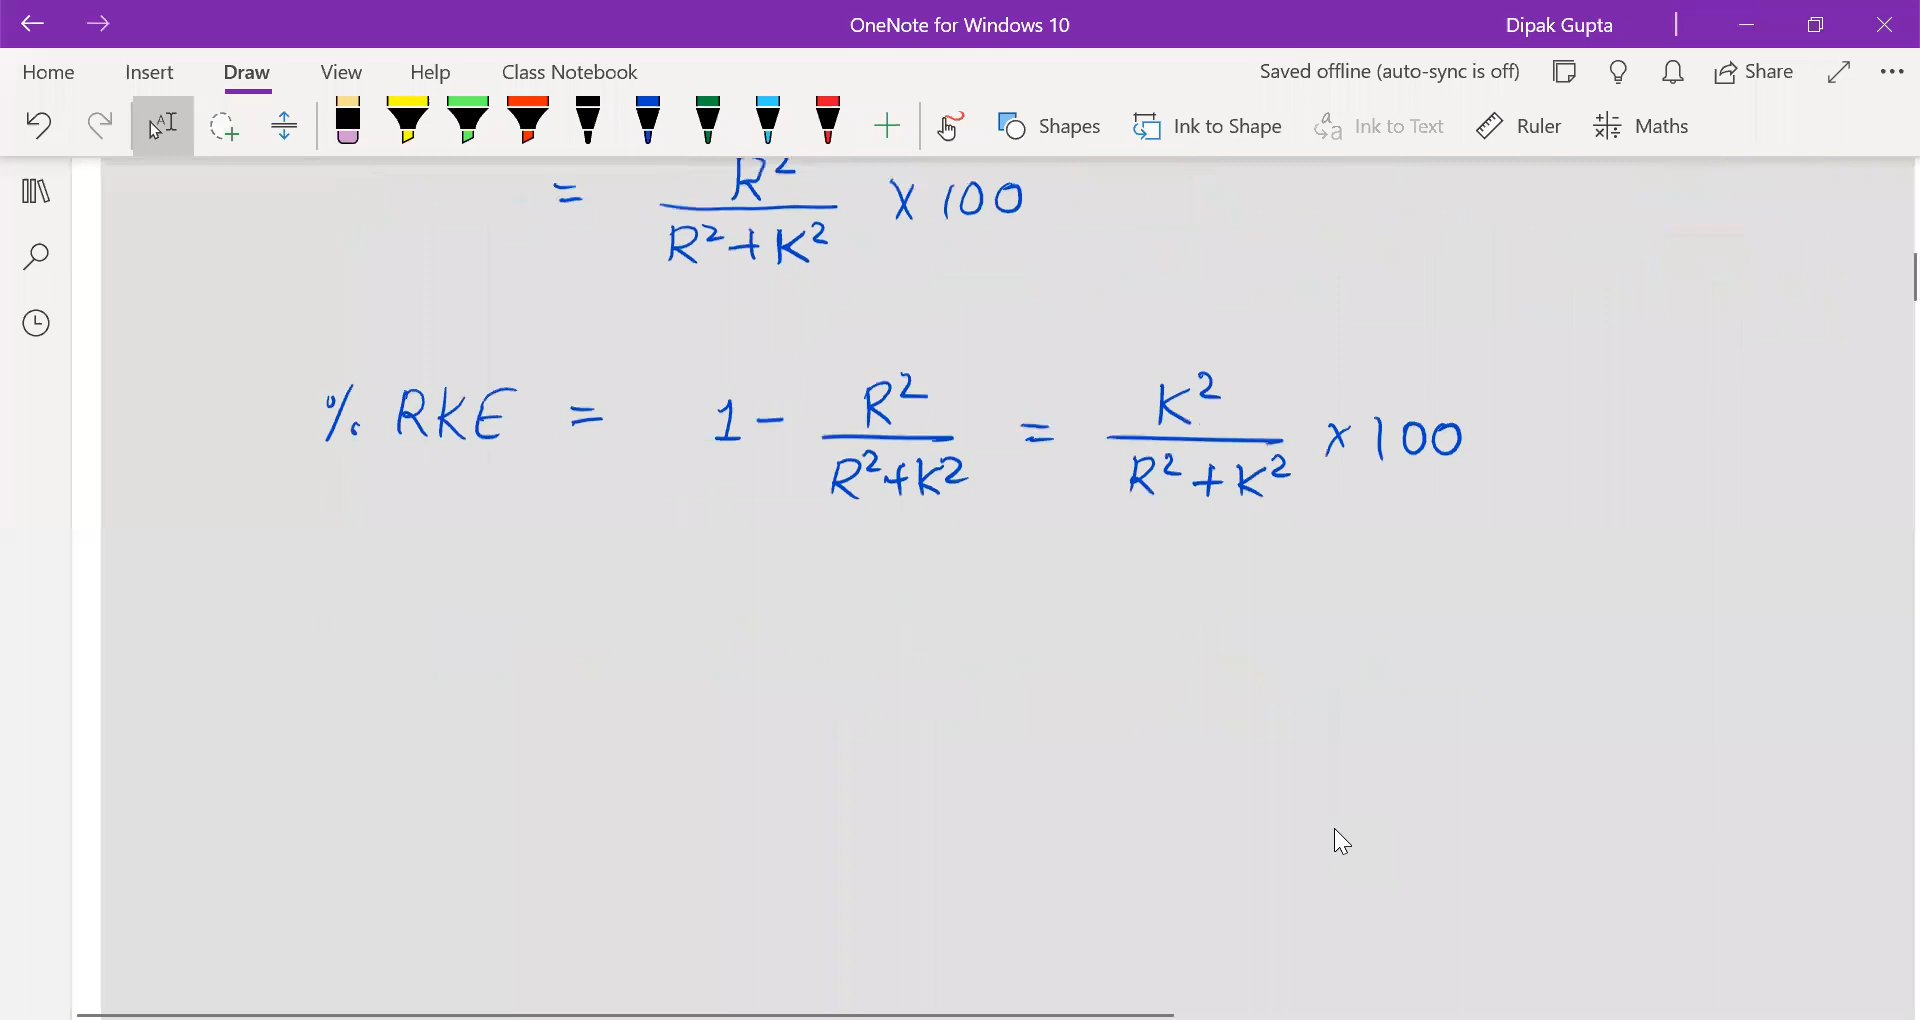 OneNote for Windows 10 Dipak Gupta
Home Insert Draw View Help Class Notebook Saved offline (auto-sync is off) Share
Shapes Ink to Shape Ink to Text Ruler Maths
= R²/(R²+K²) × 100
% RKE = 1 - R²/(R²+K²) = K²/(R²+K²) × 100